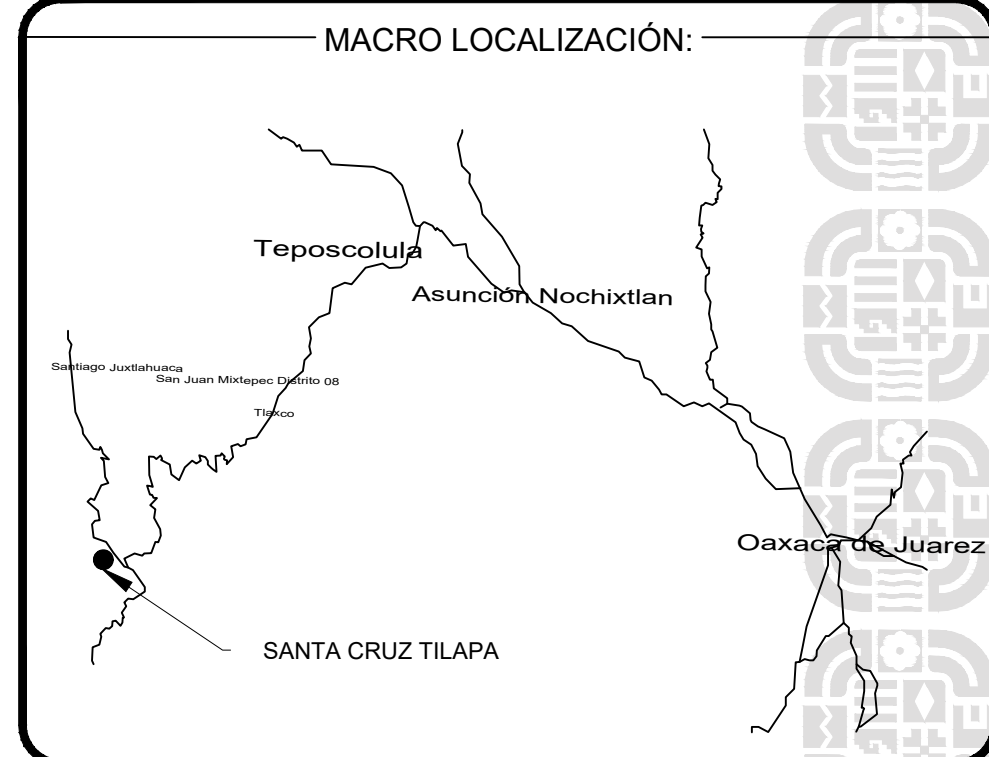 MACRO LOCALIZACIÓN:
Teposcolula
Asunción Nochixtlan
Santiago Juxtlahuaca
San Juan Mixtepec Distrito 08
Tlaxco
Oaxaca de Juarez
SANTA CRUZ TILAPA